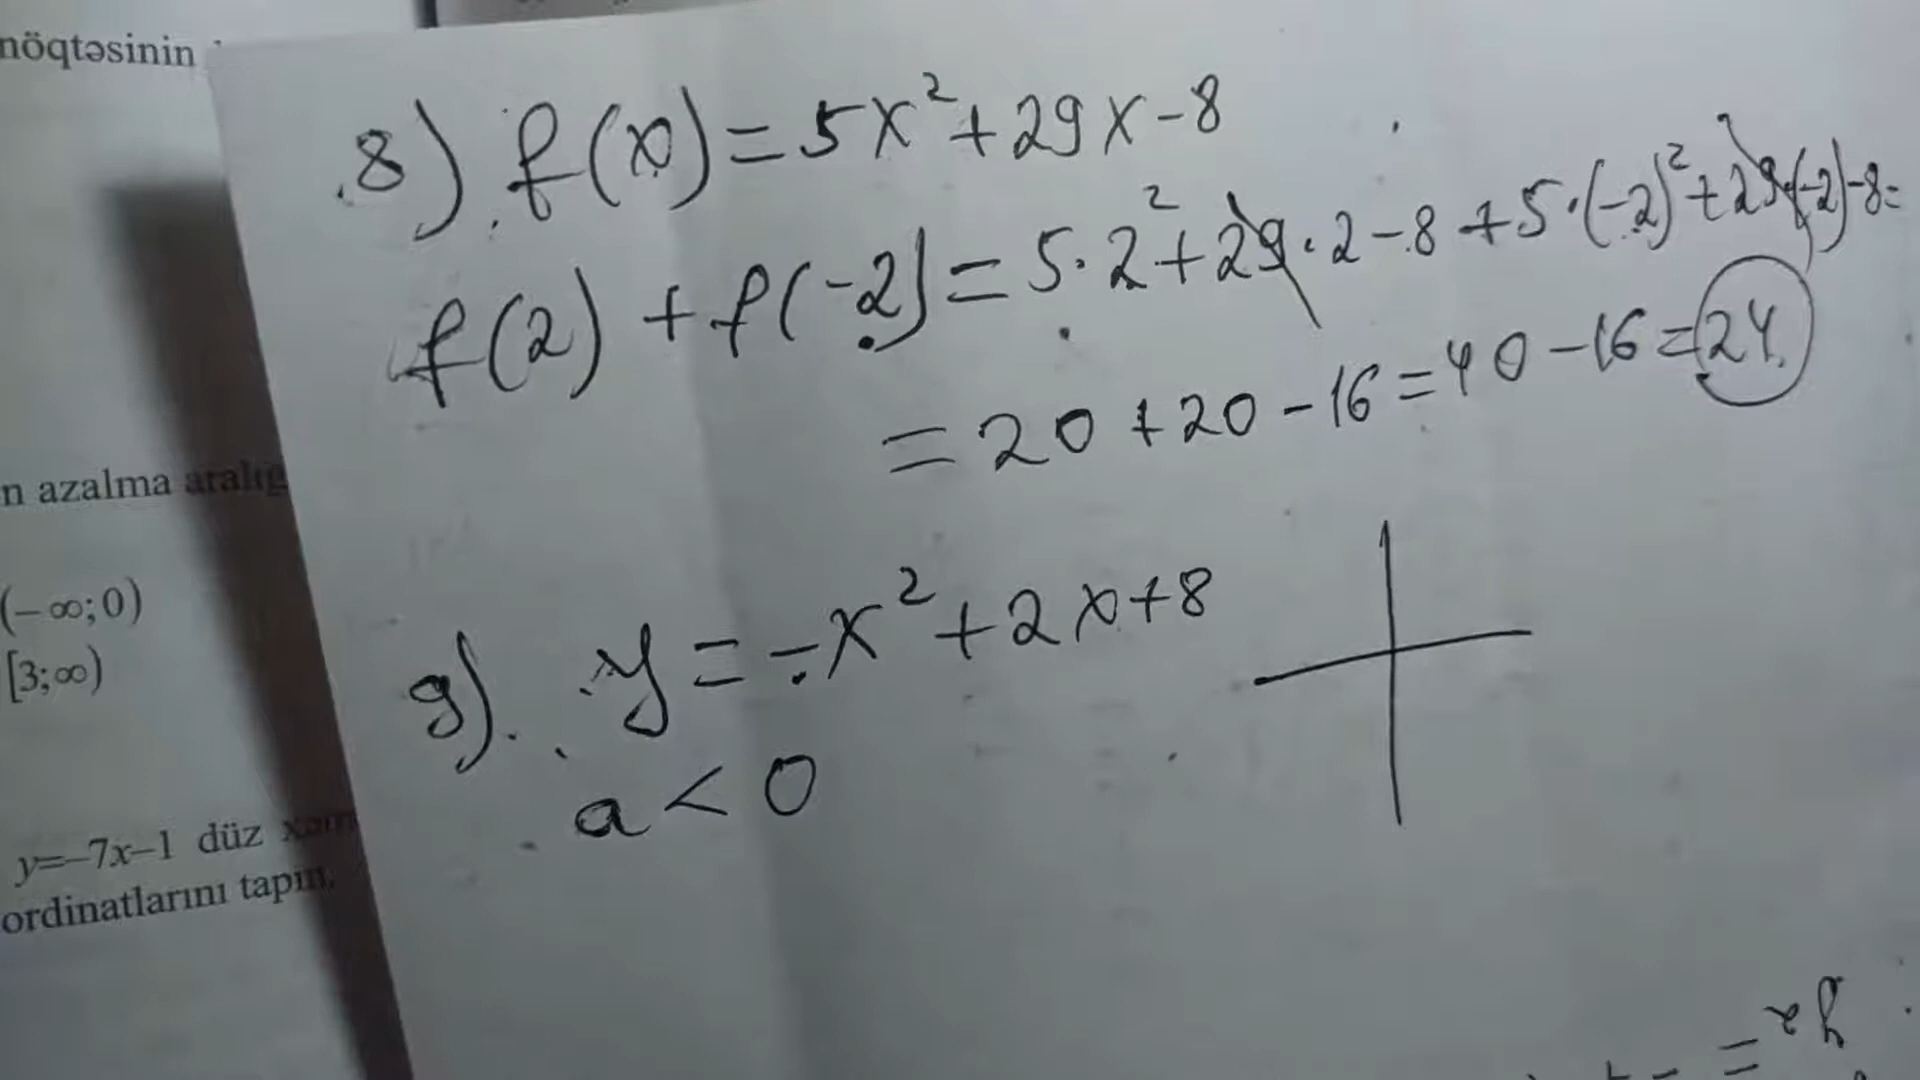 nöqtəsinin
n azalma aralığ
(−∞;0)
[3;∞)
y=−7x−1 düz
ordinatlarını tapın.
8) f(x) = 5x² + 29x − 8
f(2) + f(−2) = 5·2² + 29·2 − 8 + 5·(−2)² + 29·(−2) − 8 =
= 20 + 20 − 16 = 40 − 16 = 24
9). y = −x² + 2x + 8
a < 0